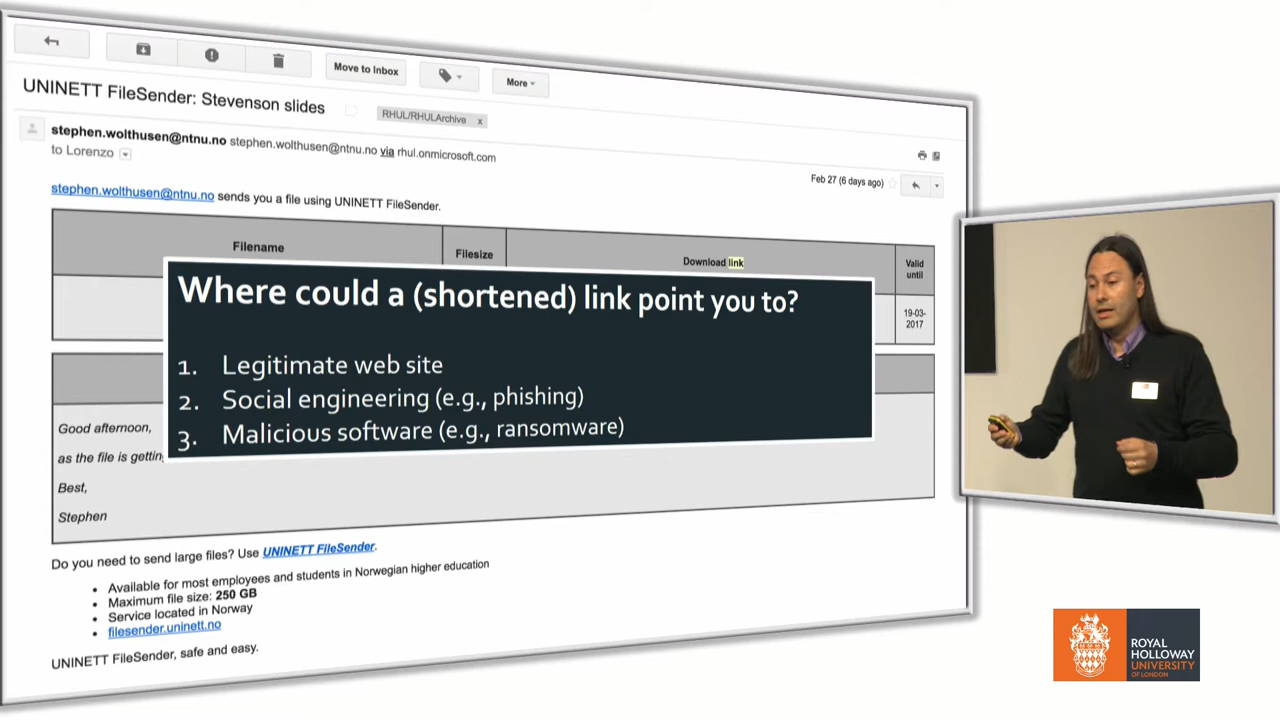 Move to Inbox
More
UNINETT FileSender: Stevenson slides
RHUL/RHULArchive x
stephen.wolthusen@ntnu.no stephen.wolthusen@ntnu.no via rhul.onmicrosoft.com
to Lorenzo
Feb 27 (6 days ago)
stephen.wolthusen@ntnu.no sends you a file using UNINETT FileSender.
Filename
Filesize
Download link
Valid
until
19-03-
2017
Where could a (shortened) link point you to?
1. Legitimate web site
2. Social engineering (e.g., phishing)
3. Malicious software (e.g., ransomware)
Good afternoon,
as the file is getting
Best,
Stephen
Do you need to send large files? Use UNINETT FileSender.
• Available for most employees and students in Norwegian higher education
• Maximum file size: 250 GB
• Service located in Norway
• filesender.uninett.no
UNINETT FileSender, safe and easy.
ROYAL
HOLLOWAY
UNIVERSITY
OF LONDON